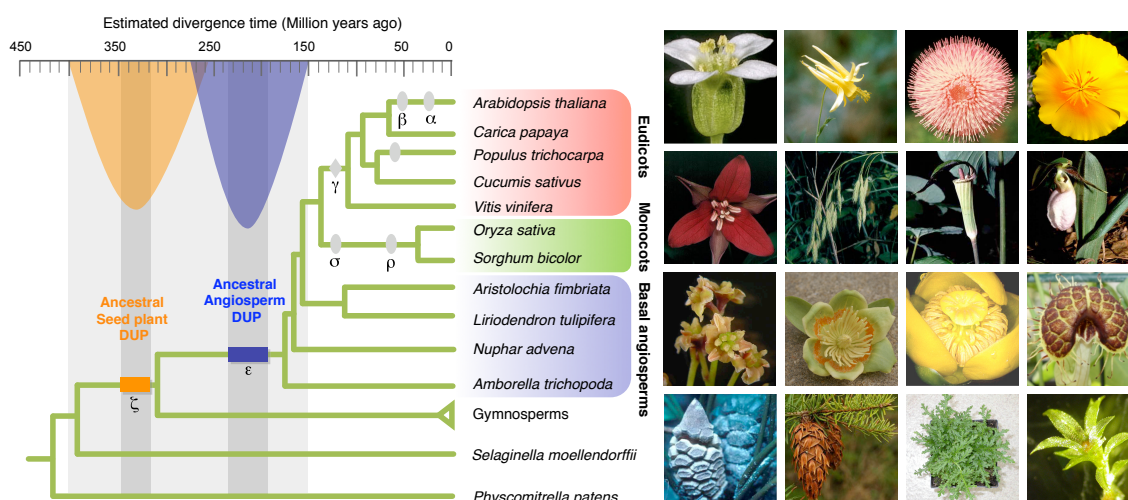 Estimated divergence time (Million years ago)
450 350 250 150 50 0
Arabidopsis thaliana
β α
Carica papaya
Populus trichocarpa
γ
Cucumis sativus
Vitis vinifera
Eudicots
Oryza sativa
σ ρ
Sorghum bicolor
Monocots
Ancestral
Angiosperm
DUP
Aristolochia fimbriata
Ancestral
Seed plant
DUP
Liriodendron tulipifera
Nuphar advena
ε
Amborella trichopoda
Basal angiosperms
ζ
Gymnosperms
Selaginella moellendorffii
Physcomitrella patens